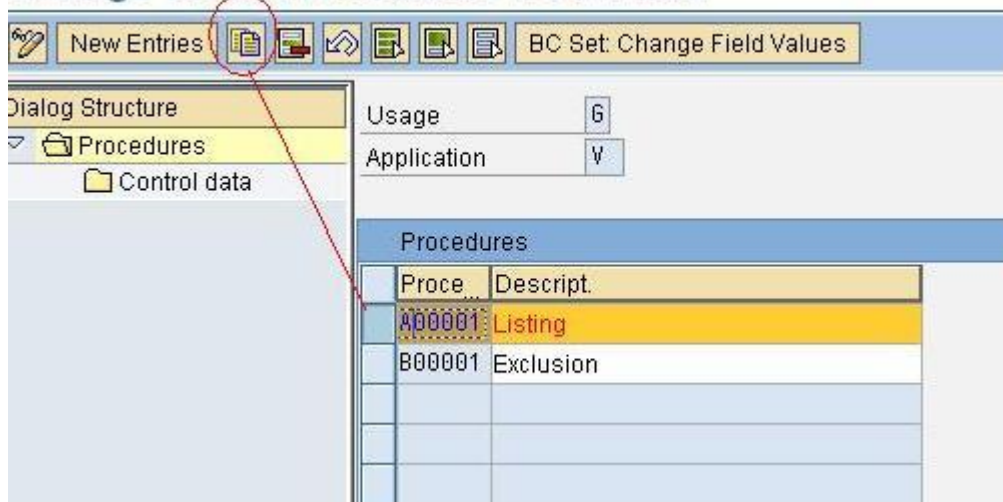 New Entries BC Set: Change Field Values
Dialog Structure
Procedures
Control data
Usage G
Application V
Procedures
Proce... Descript.
A00001 Listing
B00001 Exclusion